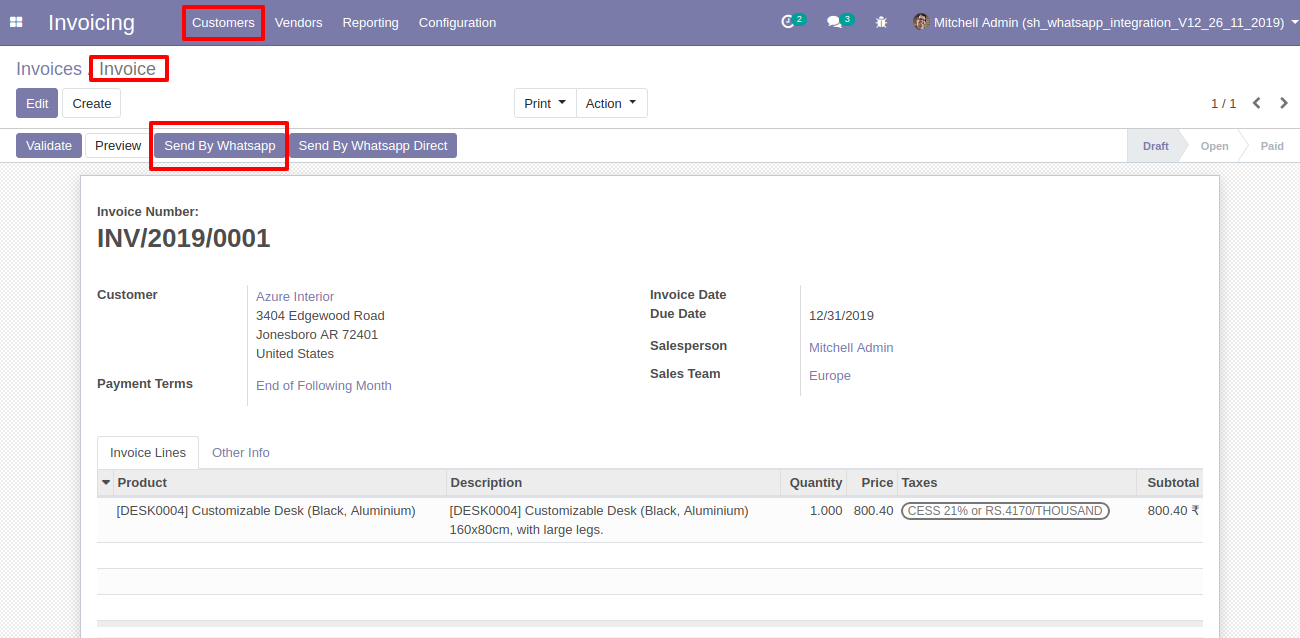 Invoicing Customers Vendors Reporting Configuration 2 3 Mitchell Admin (sh_whatsapp_integration_V12_26_11_2019)
Invoices / Invoice
Edit Create Print Action 1 / 1
Validate Preview Send By Whatsapp Send By Whatsapp Direct Draft Open Paid
Invoice Number:
INV/2019/0001
Customer Azure Interior Invoice Date
3404 Edgewood Road Due Date 12/31/2019
Jonesboro AR 72401 Salesperson Mitchell Admin
United States
Payment Terms End of Following Month Sales Team Europe
Invoice Lines Other Info
Product Description Quantity Price Taxes Subtotal
[DESK0004] Customizable Desk (Black, Aluminium) [DESK0004] Customizable Desk (Black, Aluminium) 1.000 800.40 CESS 21% or RS.4170/THOUSAND 800.40 ₹
160x80cm, with large legs.